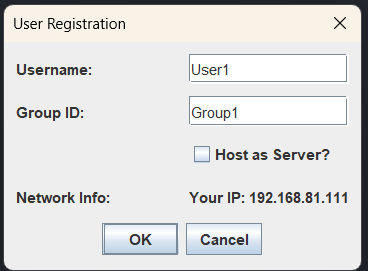 User Registration
Username: User1
Group ID: Group1
Host as Server?
Network Info: Your IP: 192.168.81.111
OK Cancel